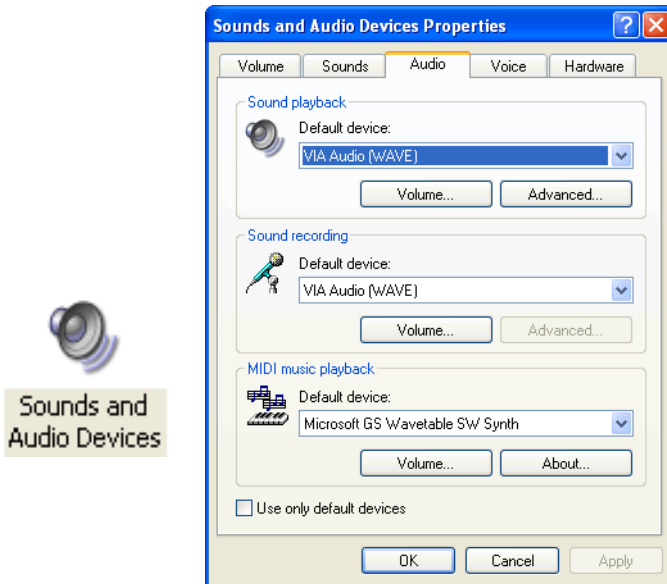 Sounds and Audio Devices Properties
Volume Sounds Audio Voice Hardware
Sound playback
Default device:
VIA Audio (WAVE)
Volume... Advanced...
Sound recording
Default device:
VIA Audio (WAVE)
Volume... Advanced...
MIDI music playback
Default device:
Microsoft GS Wavetable SW Synth
Volume... About...
Use only default devices
OK Cancel Apply
Sounds and
Audio Devices